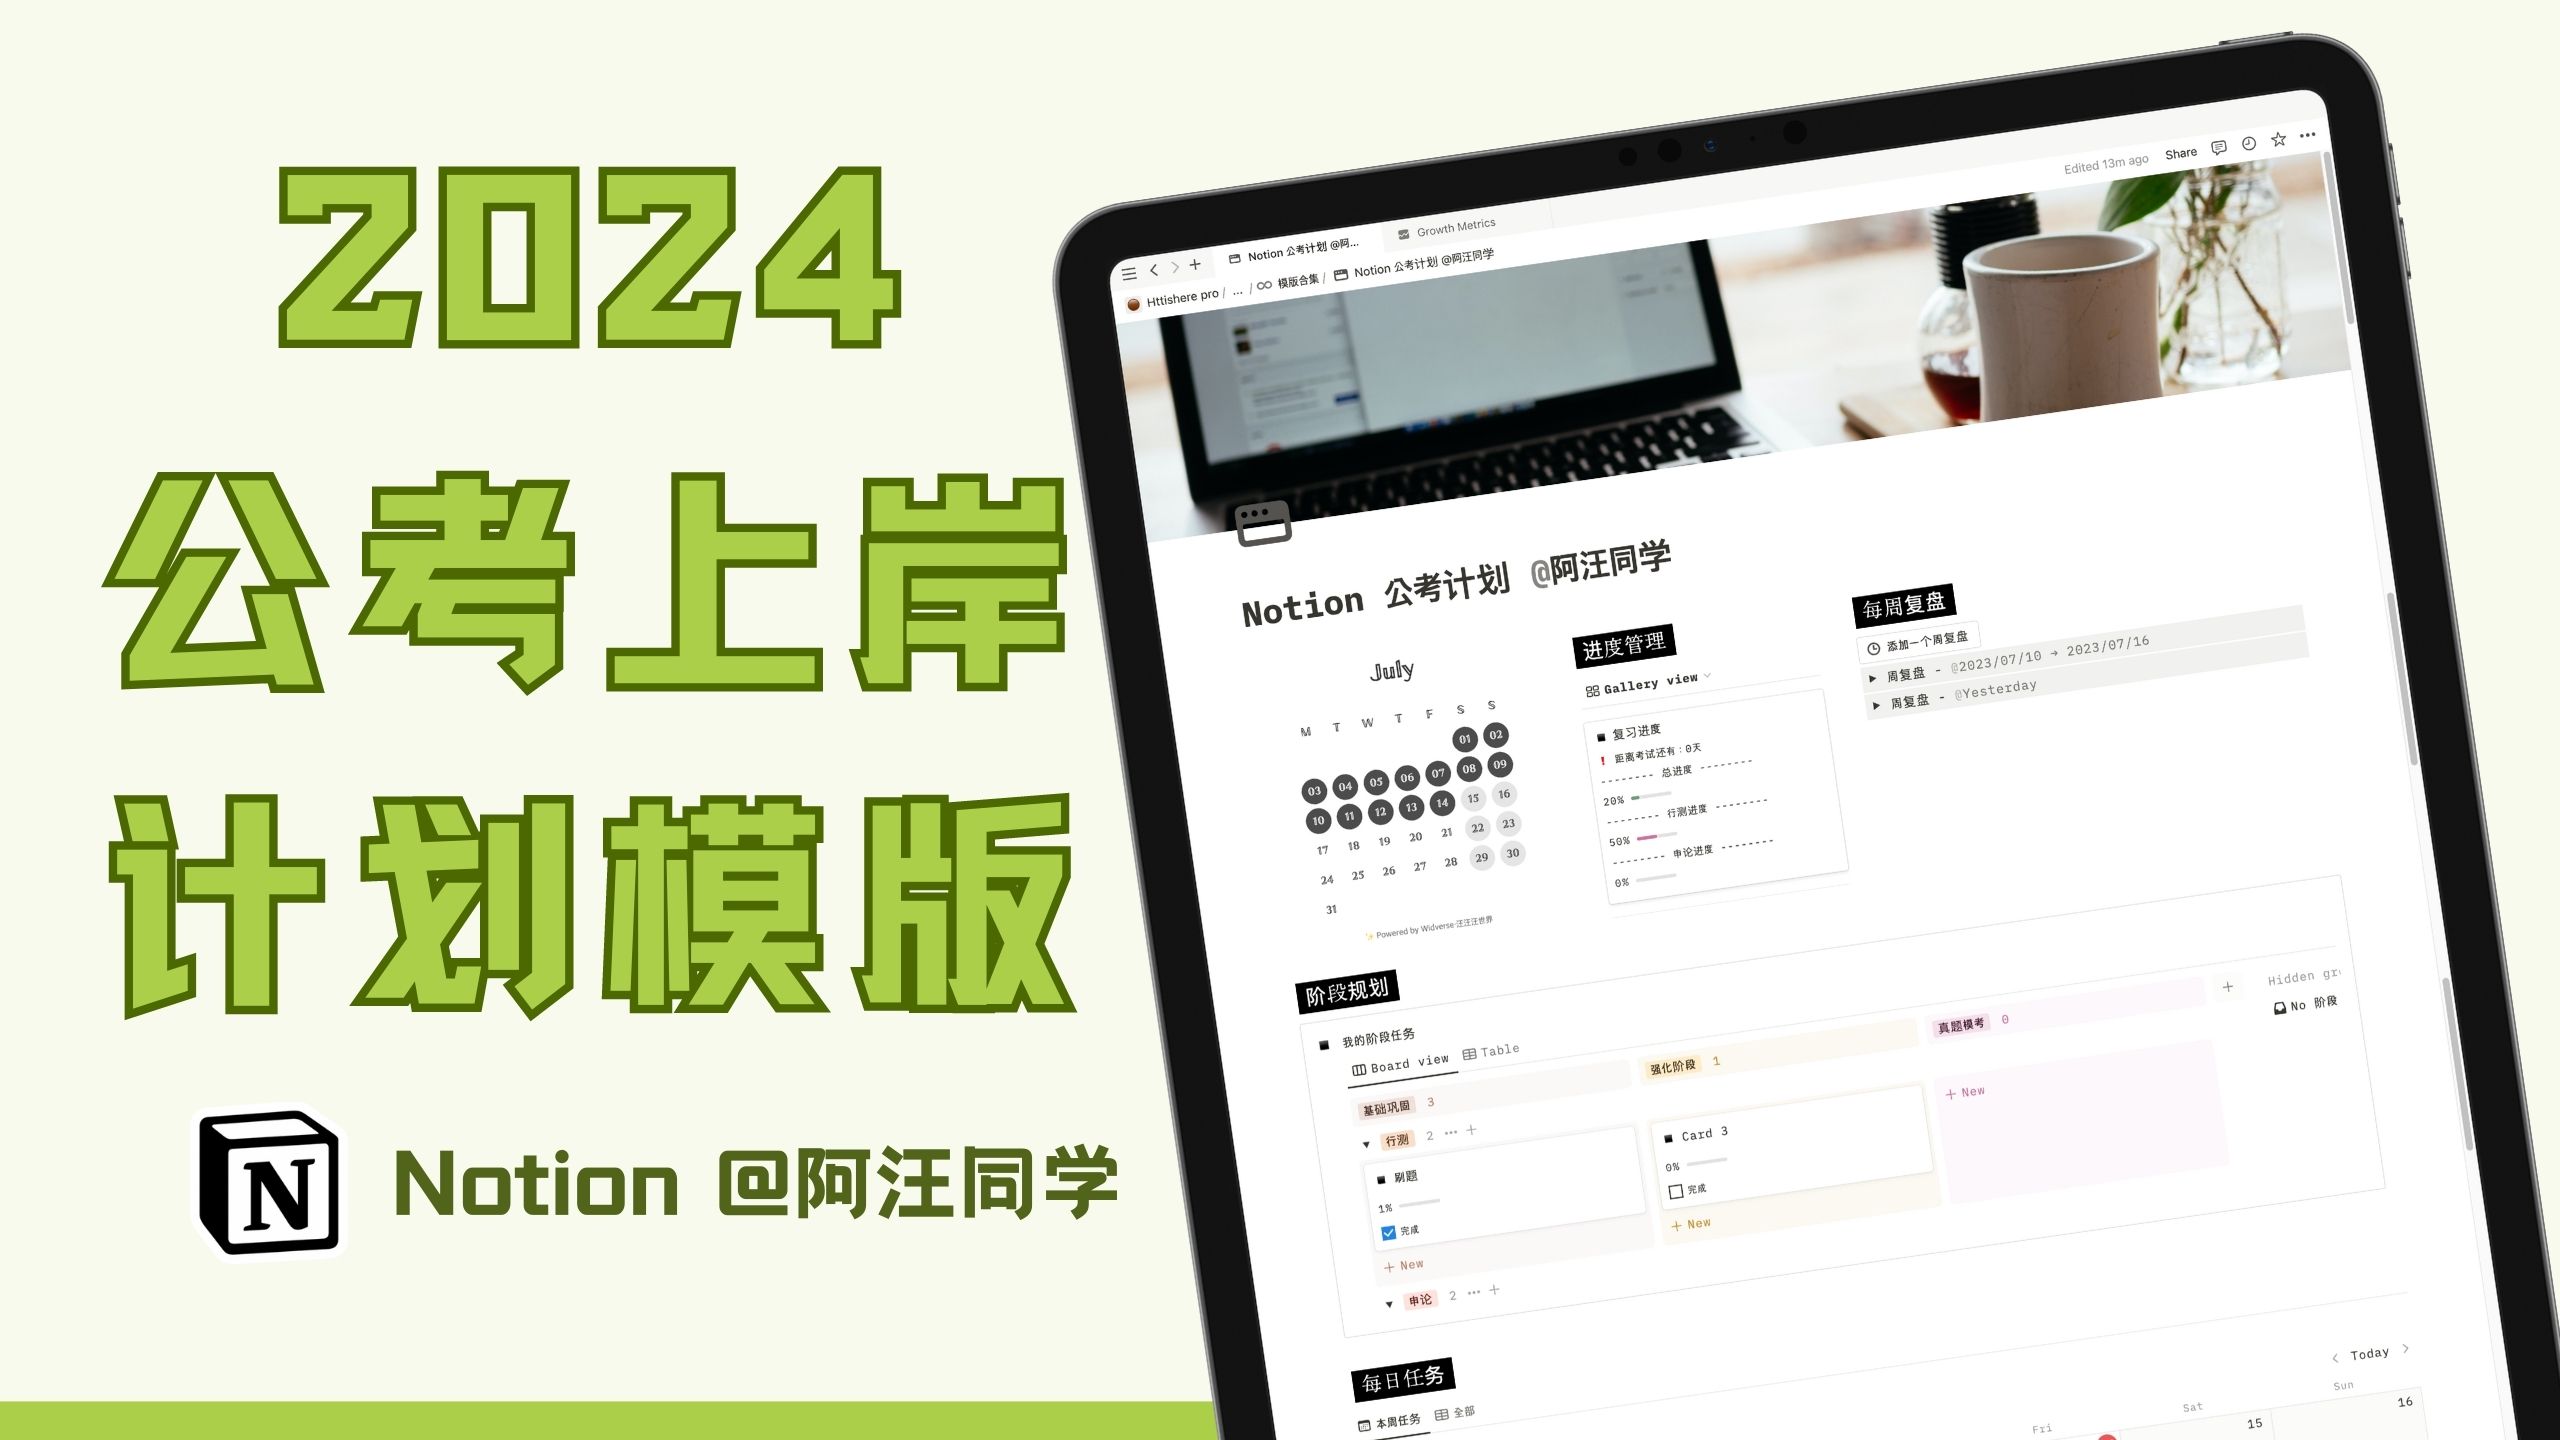 2024
公考上岸
计划模版
N
Notion @阿汪同学
Notion 公考计划 @阿...
Growth Metrics
Edited 13m ago Share
Httishere pro / ... / 模版合集 / Notion 公考计划 @阿汪同学
Notion 公考计划 @阿汪同学
July
M T W T F S S
01 02
03 04 05 06 07 08 09
10 11 12 13 14 15 16
17 18 19 20 21 22 23
24 25 26 27 28 29 30
31
✨ Powered by Widverse·汪汪汪世界
进度管理
Gallery view
复习进度
❗ 距离考试还有：0天
-------- 总进度 --------
20%
-------- 行测进度 --------
50%
-------- 申论进度 --------
0%
每周复盘
添加一个周复盘
周复盘 - @2023/07/10 → 2023/07/16
周复盘 - @Yesterday
阶段规划
我的阶段任务
Board view Table
基础巩固 3
行测 2 ••• +
刷题
1%
完成
+ New
申论 2 ••• +
强化阶段 1
Card 3
0%
完成
+ New
真题模考 0
+ New
+
Hidden gr
No 阶段
每日任务
本周任务 全部
< Today >
Fri Sat Sun
15 16